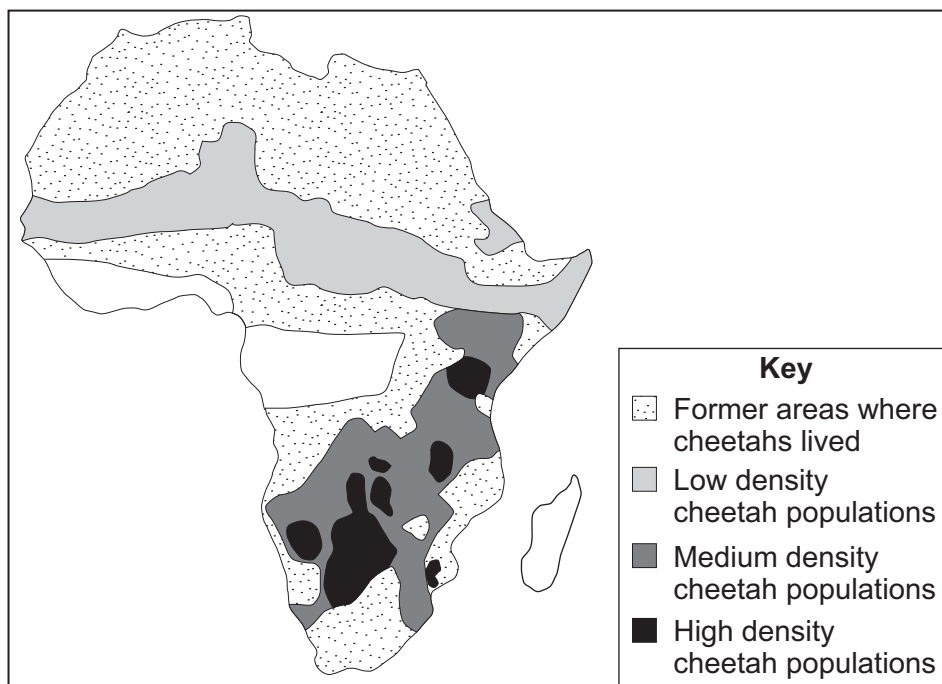 Key
Former areas where
cheetahs lived
Low density
cheetah populations
Medium density
cheetah populations
High density
cheetah populations